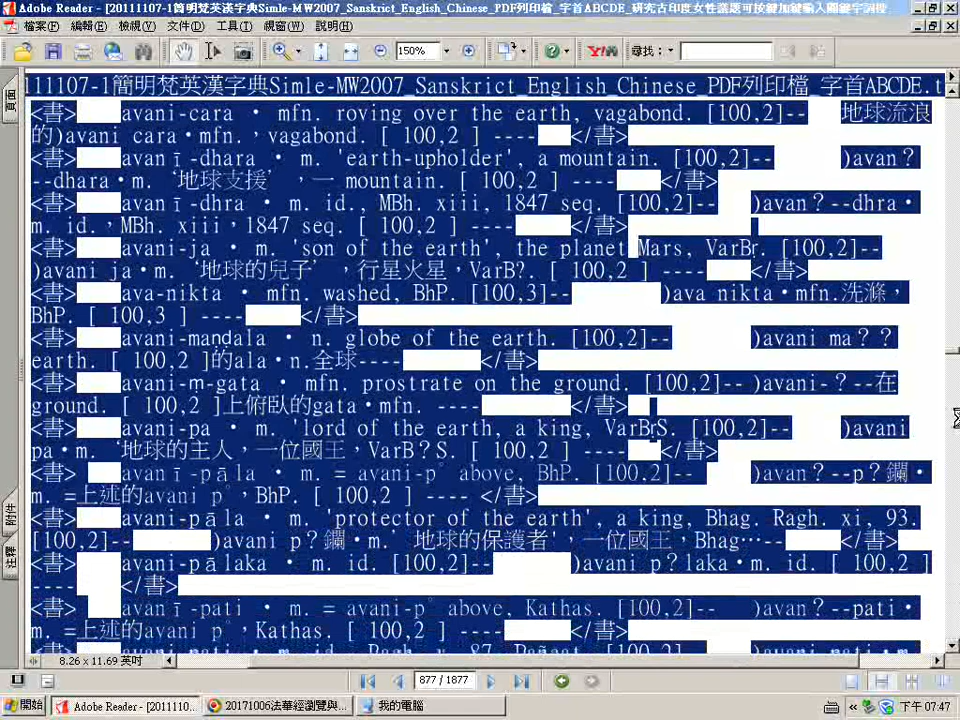 Adobe Reader - [20111107-1簡明梵英漢字典Simle-MW2007_Sanskrict_English_Chinese_PDF列印檔_字首ABCDE_研究古印度女性議題可按熱鍵輸入關鍵字詞搜
檔案(F) 編輯(E) 檢視(V) 文件(D) 工具(T) 視窗(W) 說明(H)
150% Y! 尋找：
111107-1簡明梵英漢字典Simle-MW2007_Sanskrict_English_Chinese_PDF列印檔_字首ABCDE.t
<書> avani-cara · mfn. roving over the earth, vagabond. [100,2]-- 地球流浪
的)avani cara·mfn.，vagabond. [ 100,2 ] ---- </書>
<書> avanī-dhara · m. 'earth-upholder', a mountain. [100,2]-- )avan？
--dhara·m.‘地球支援’，一 mountain. [ 100,2 ] ---- </書>
<書> avanī-dhra · m. id., MBh. xiii, 1847 seq. [100,2]-- )avan？--dhra·
m. id.，MBh. xiii，1847 seq. [ 100,2 ] ---- </書>
<書> avani-ja · m. 'son of the earth', the planet Mars, VarBṛ. [100,2]--
)avani ja·m.‘地球的兒子’，行星火星，VarB?. [ 100,2 ] ---- </書>
<書> ava-nikta · mfn. washed, BhP. [100,3]-- )ava nikta·mfn.洗滌，
BhP. [ 100,3 ] ---- </書>
<書> avani-maṇḍala · n. globe of the earth. [100,2]-- )avani ma？？
earth. [ 100,2 ]的ala·n.全球---- </書>
<書> avani-ṃ-gata · mfn. prostrate on the ground. [100,2]-- )avani-？--在
ground. [ 100,2 ]上俯臥的gata·mfn. ---- </書>
<書> avani-pa · m. 'lord of the earth, a king, VarBṛS. [100,2]-- )avani
pa·m.‘地球的主人，一位國王，VarB？S. [ 100,2 ] ---- </書>
<書> avanī-pāla · m. = avani-p° above, BhP. [100,2]-- )avan？--p？鑭·
m. =上述的avani p°，BhP. [ 100,2 ] ---- </書>
<書> avani-pāla · m. 'protector of the earth', a king, Bhag. Ragh. xi, 93.
[100,2]-- )avani p？鑭·m.‘地球的保護者’，一位國王，Bhag…-- </書>
<書> avani-pālaka · m. id. [100,2]-- )avani p？laka·m. id. [ 100,2 ]
---- </書>
<書> avanī-pati · m. = avani-p° above, Kathas. [100,2]-- )avan？--pati·
m. =上述的avani p°，Kathas. [ 100,2 ] ---- </書>
頁面
附件
注釋
8.26 x 11.69 英吋
877 / 1877
開始 Adobe Reader - [2011110... 20171006法華經瀏覽與... 我的電腦 下午 07:47